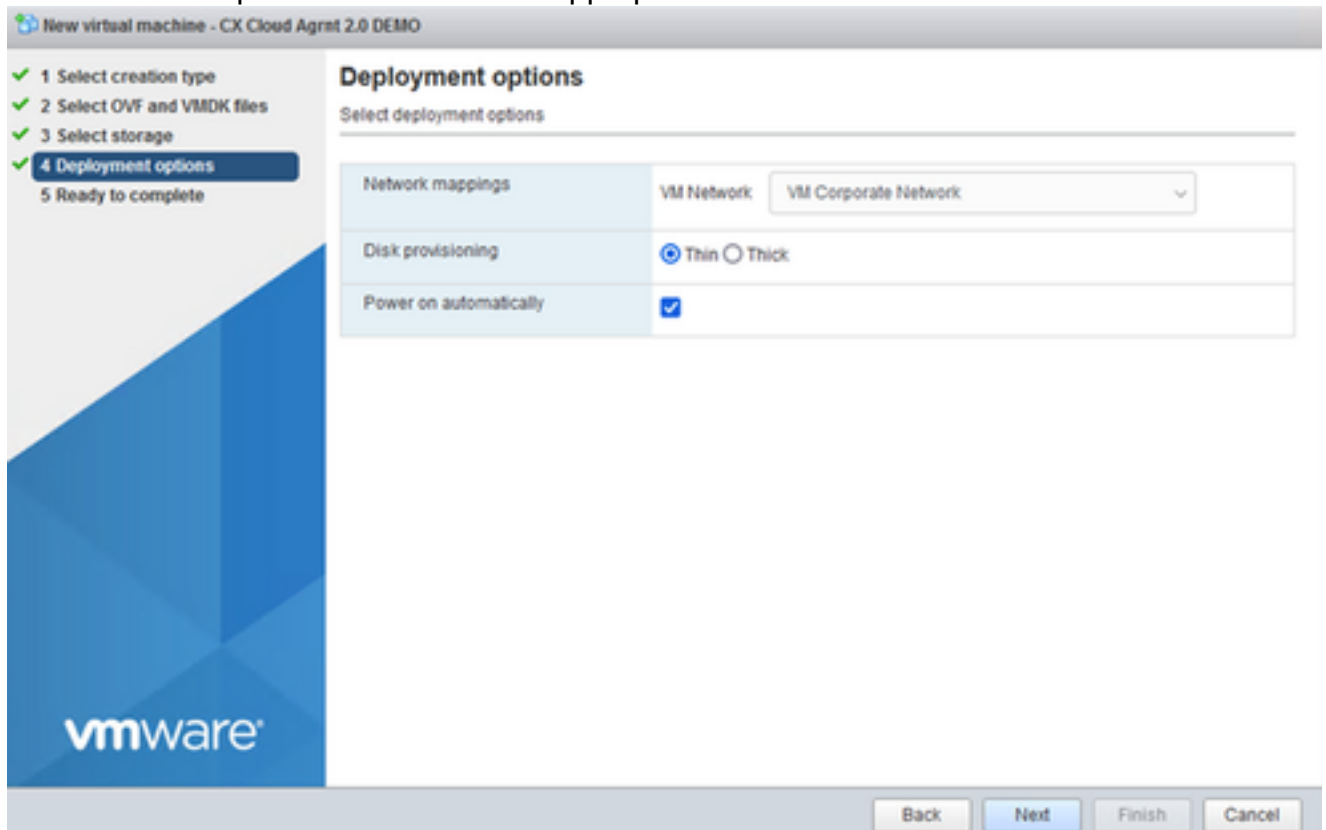 New virtual machine - CX Cloud Agrnt 2.0 DEMO
1 Select creation type
2 Select OVF and VMDK files
3 Select storage
4 Deployment options
5 Ready to complete
Deployment options
Select deployment options
Network mappings
VM Network VM Corporate Network
Disk provisioning
Thin Thick
Power on automatically
vmware
Back Next Finish Cancel